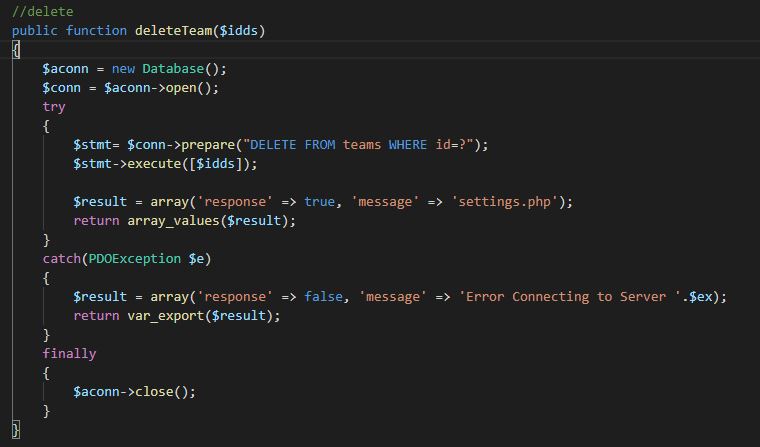 //delete
public function deleteTeam($idds)
{
    $aconn = new Database();
    $conn = $aconn->open();
    try
    {
        $stmt= $conn->prepare("DELETE FROM teams WHERE id=?");
        $stmt->execute([$idds]);

        $result = array('response' => true, 'message' => 'settings.php');
        return array_values($result);
    }
    catch(PDOException $e)
    {
        $result = array('response' => false, 'message' => 'Error Connecting to Server '.$ex);
        return var_export($result);
    }
    finally
    {
        $aconn->close();
    }
}